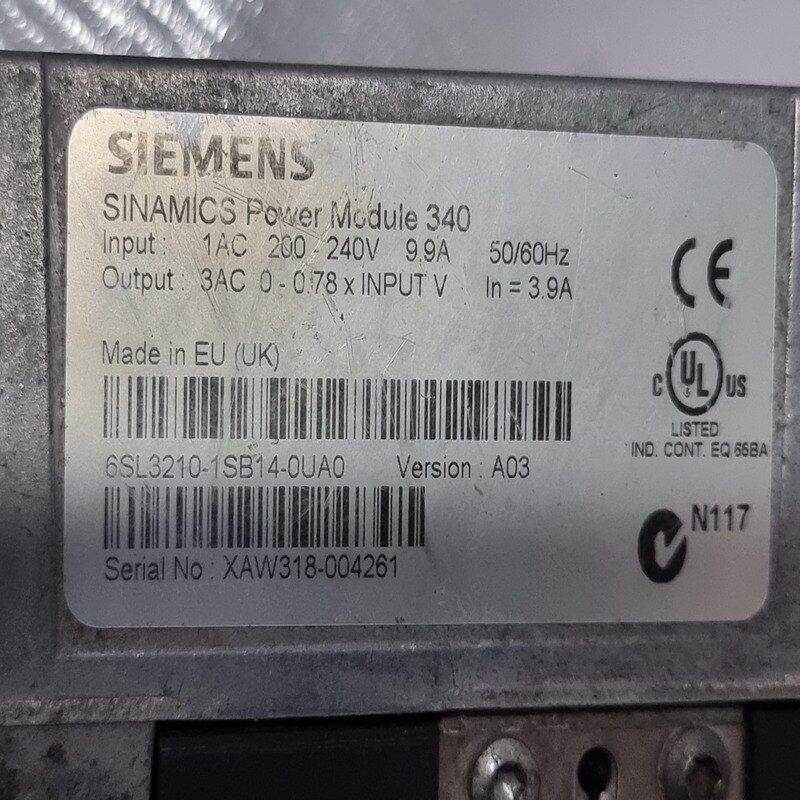 SIEMENS
SINAMICS Power Module 340
Input : 1AC 200 - 240V 9.9A 50/60Hz
Output : 3AC 0 - 0.78 x INPUT V In = 3.9A
CE
Made in EU (UK)
C UL US
LISTED
IND. CONT. EQ 65BA
6SL3210-1SB14-0UA0 Version : A03
N117
Serial No : XAW318-004261